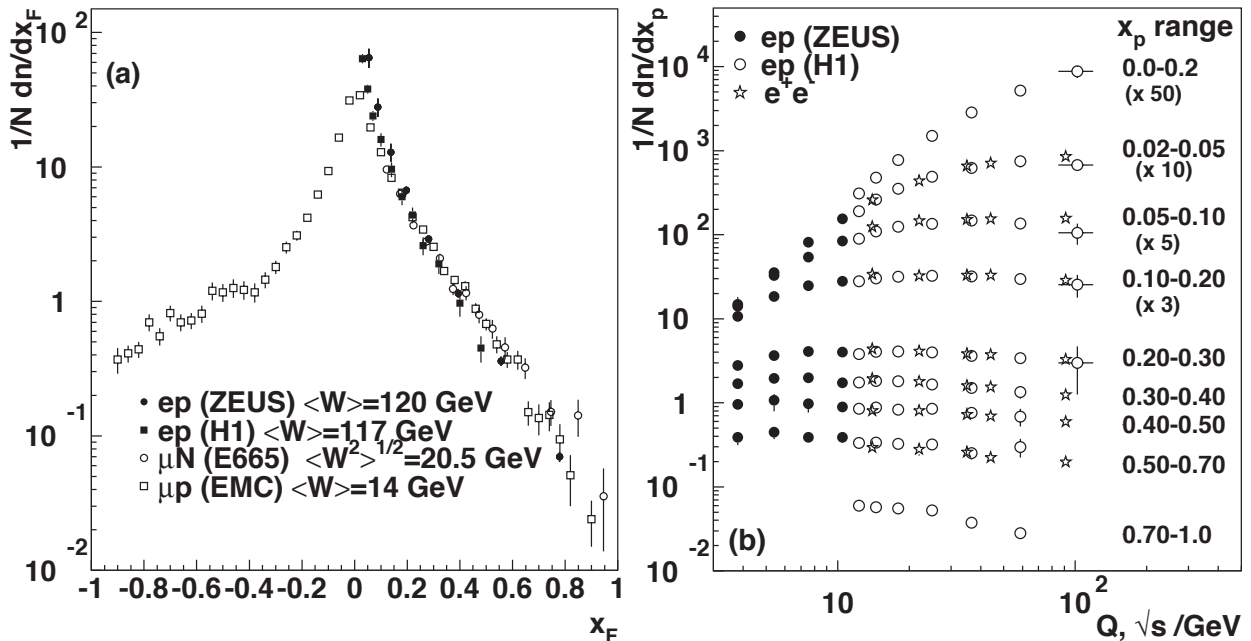 (a)
1/N dn/dx_F
10^2
10
1
10^-1
10^-2
ep (ZEUS) <W>=120 GeV
ep (H1) <W>=117 GeV
μN (E665) <W^2>^1/2=20.5 GeV
μp (EMC) <W>=14 GeV
-1 -0.8 -0.6 -0.4 -0.2 0 0.2 0.4 0.6 0.8 1
x_F
1/N dn/dx_p
10^4
10^3
10^2
10
1
10^-1
10^-2
ep (ZEUS)
ep (H1)
e^+e^-
x_p range
0.0-0.2
(x 50)
0.02-0.05
(x 10)
0.05-0.10
(x 5)
0.10-0.20
(x 3)
0.20-0.30
0.30-0.40
0.40-0.50
0.50-0.70
0.70-1.0
(b)
10 10^2
Q, √s /GeV